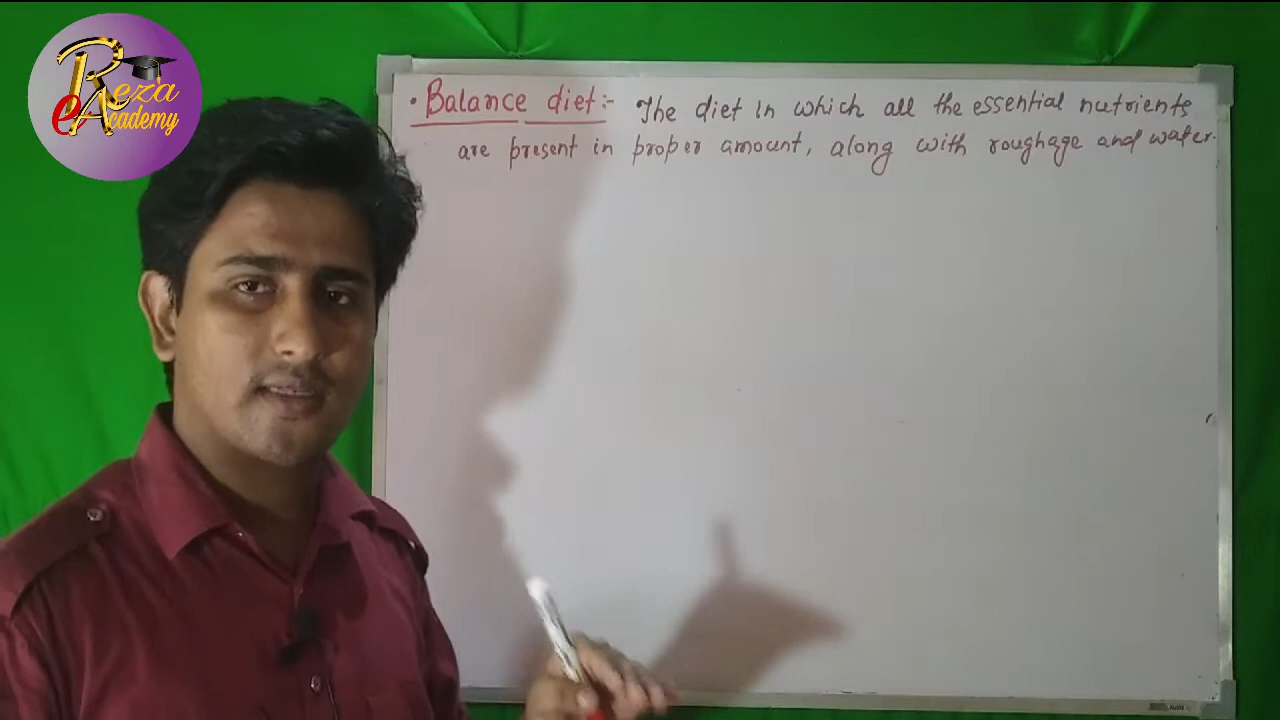 Reza
eAcademy
• Balance diet:- The diet in which all the essential nutrients
are present in proper amount, along with roughage and water.